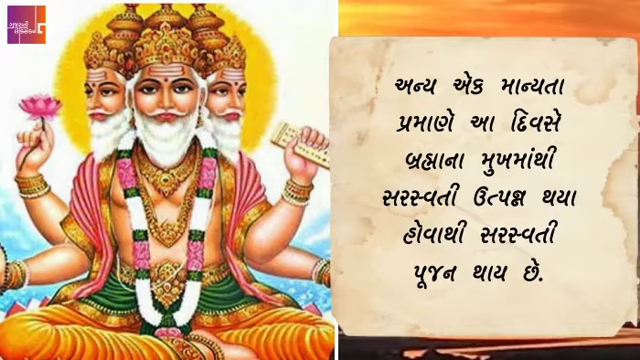 અન્ય એક માન્યતા
પ્રમાણે આ દિવસે
બ્રહ્માના મુખમાંથી
સરસ્વતી ઉત્પન્ન થયા
હોવાથી સરસ્વતી
પૂજન થાય છે.